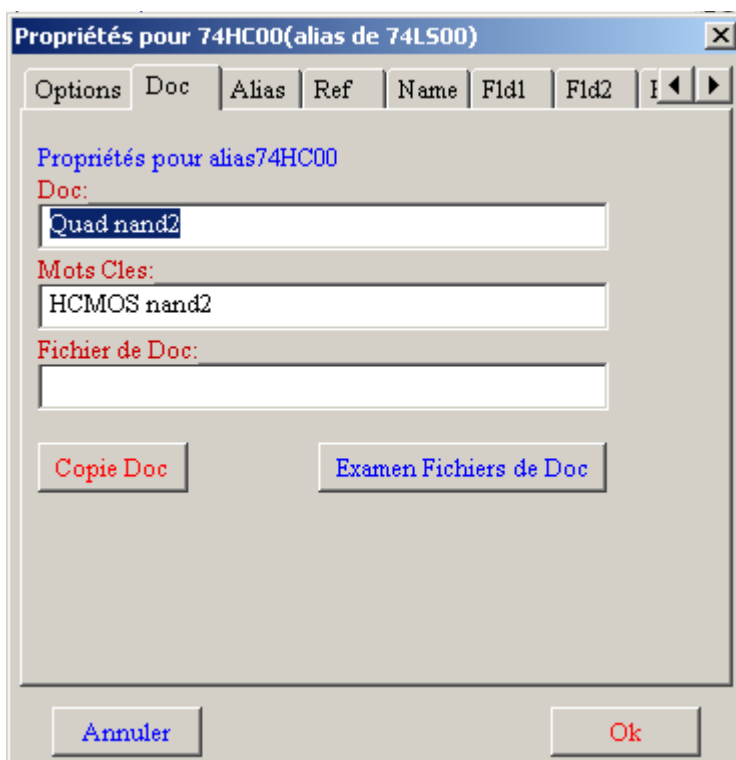 Propriétés pour 74HC00(alias de 74LS00)
Options Doc Alias Ref Name Fld1 Fld2
Propriétés pour alias74HC00
Doc:
Quad nand2
Mots Cles:
HCMOS nand2
Fichier de Doc:
Copie Doc Examen Fichiers de Doc
Annuler Ok